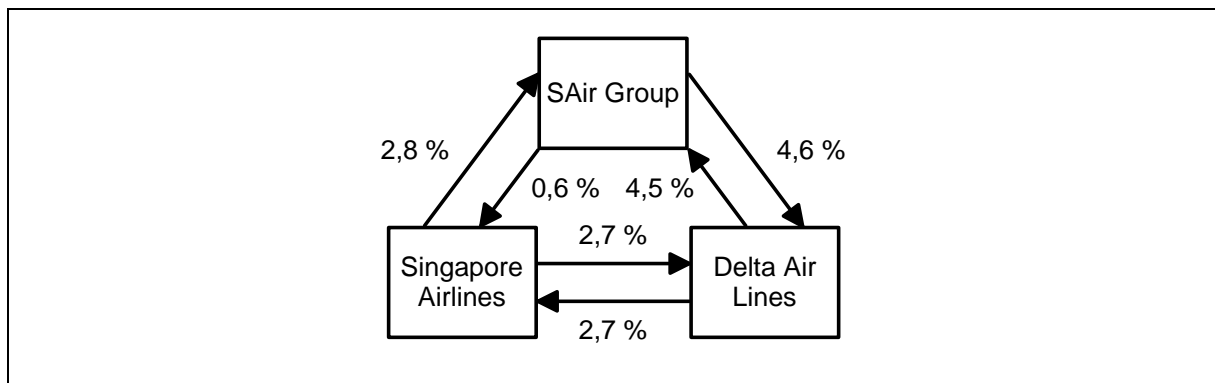 SAir Group
2,8 %
4,6 %
0,6 %
4,5 %
2,7 %
Singapore
Airlines
Delta Air
Lines
2,7 %